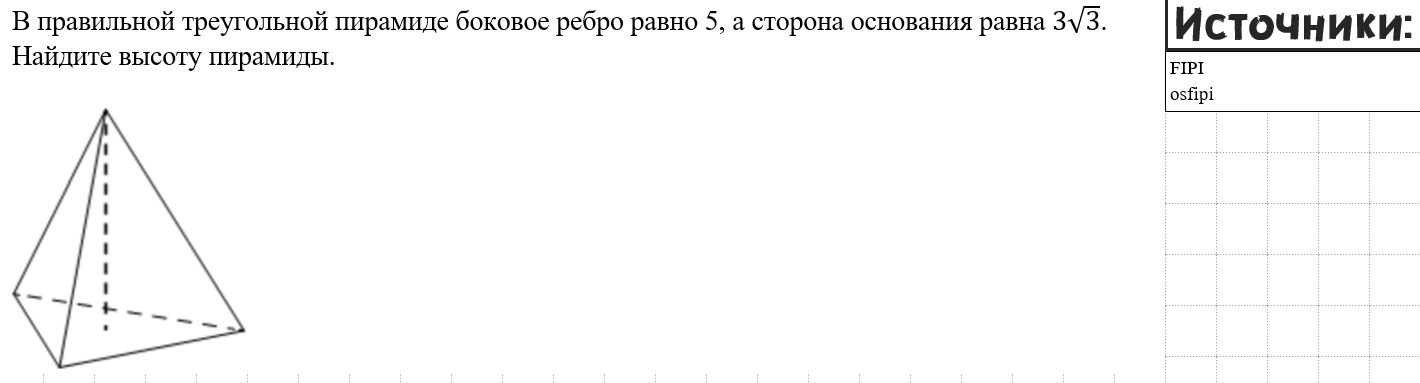 В правильной треугольной пирамиде боковое ребро равно 5, а сторона основания равна 3√3.
Найдите высоту пирамиды.
Источники:
FIPI
osfipi